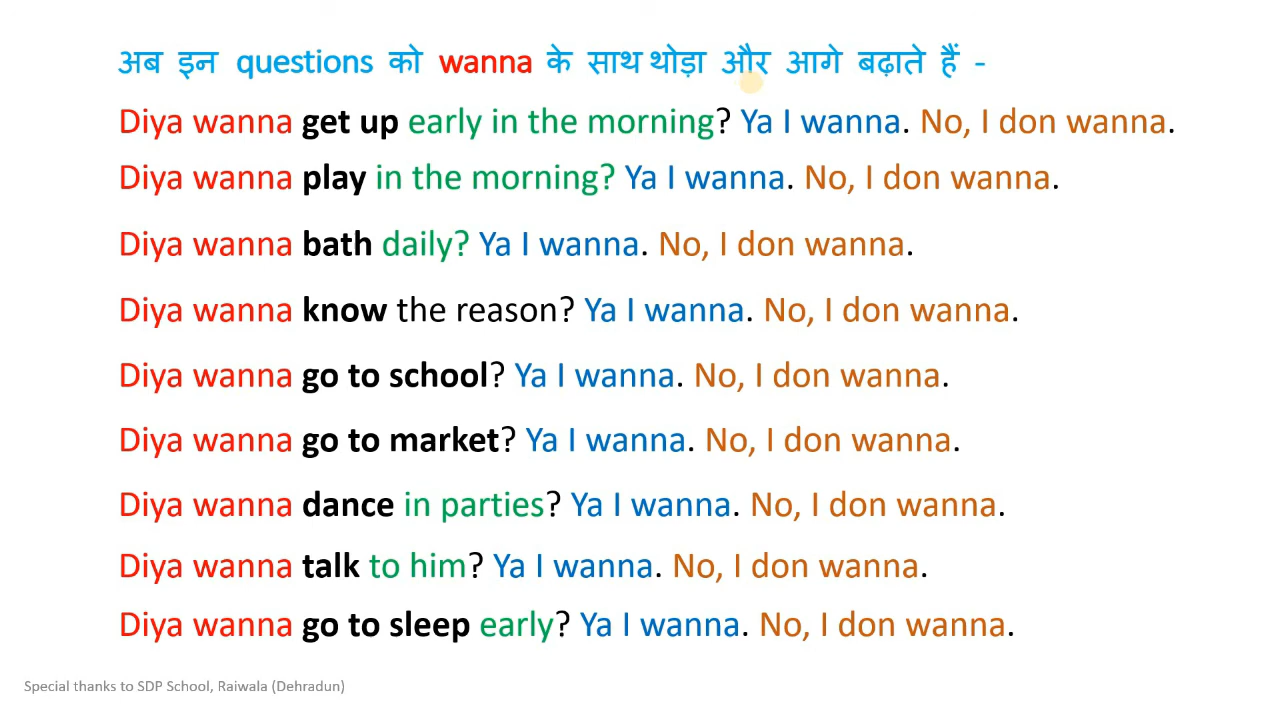 अब इन questions को wanna के साथ थोड़ा और आगे बढ़ाते हैं -
Diya wanna get up early in the morning? Ya I wanna. No, I don wanna.
Diya wanna play in the morning? Ya I wanna. No, I don wanna.
Diya wanna bath daily? Ya I wanna. No, I don wanna.
Diya wanna know the reason? Ya I wanna. No, I don wanna.
Diya wanna go to school? Ya I wanna. No, I don wanna.
Diya wanna go to market? Ya I wanna. No, I don wanna.
Diya wanna dance in parties? Ya I wanna. No, I don wanna.
Diya wanna talk to him? Ya I wanna. No, I don wanna.
Diya wanna go to sleep early? Ya I wanna. No, I don wanna.
Special thanks to SDP School, Raiwala (Dehradun)